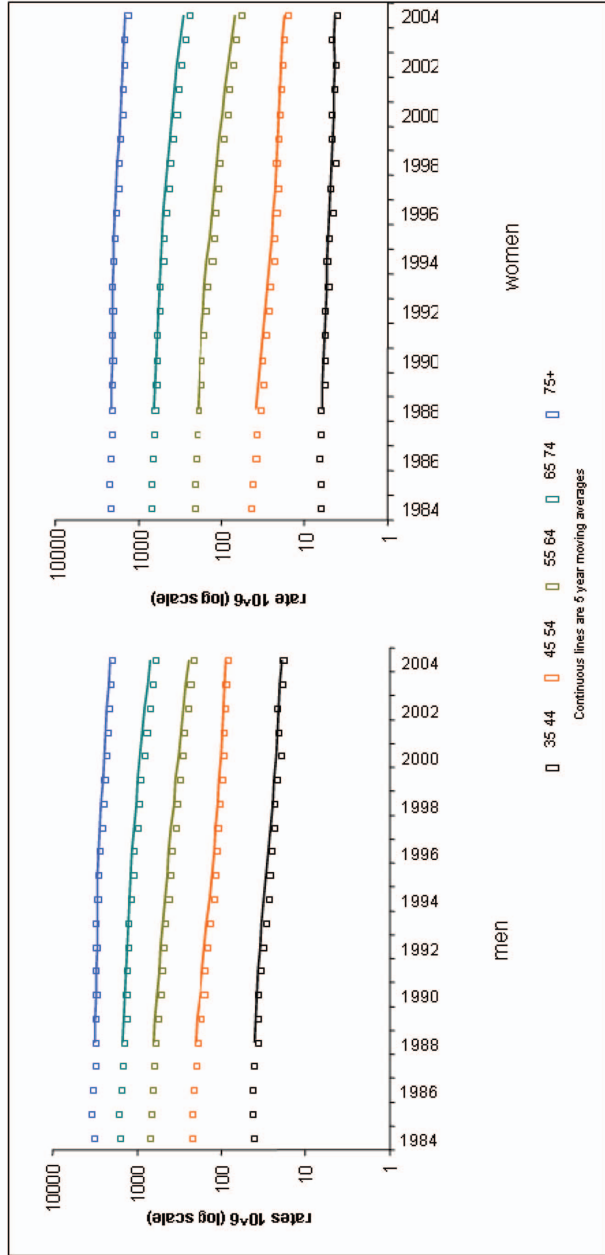 10000
1000
100
10
1
rates 10^6 (log scale)
1984 1986 1988 1990 1992 1994 1996 1998 2000 2002 2004
men
10000
1000
100
10
1
rate 10^6 (log scale)
1984 1986 1988 1990 1992 1994 1996 1998 2000 2002 2004
women
35 44 45 54 55 64 65 74 75+
Continuous lines are 5 year moving averages